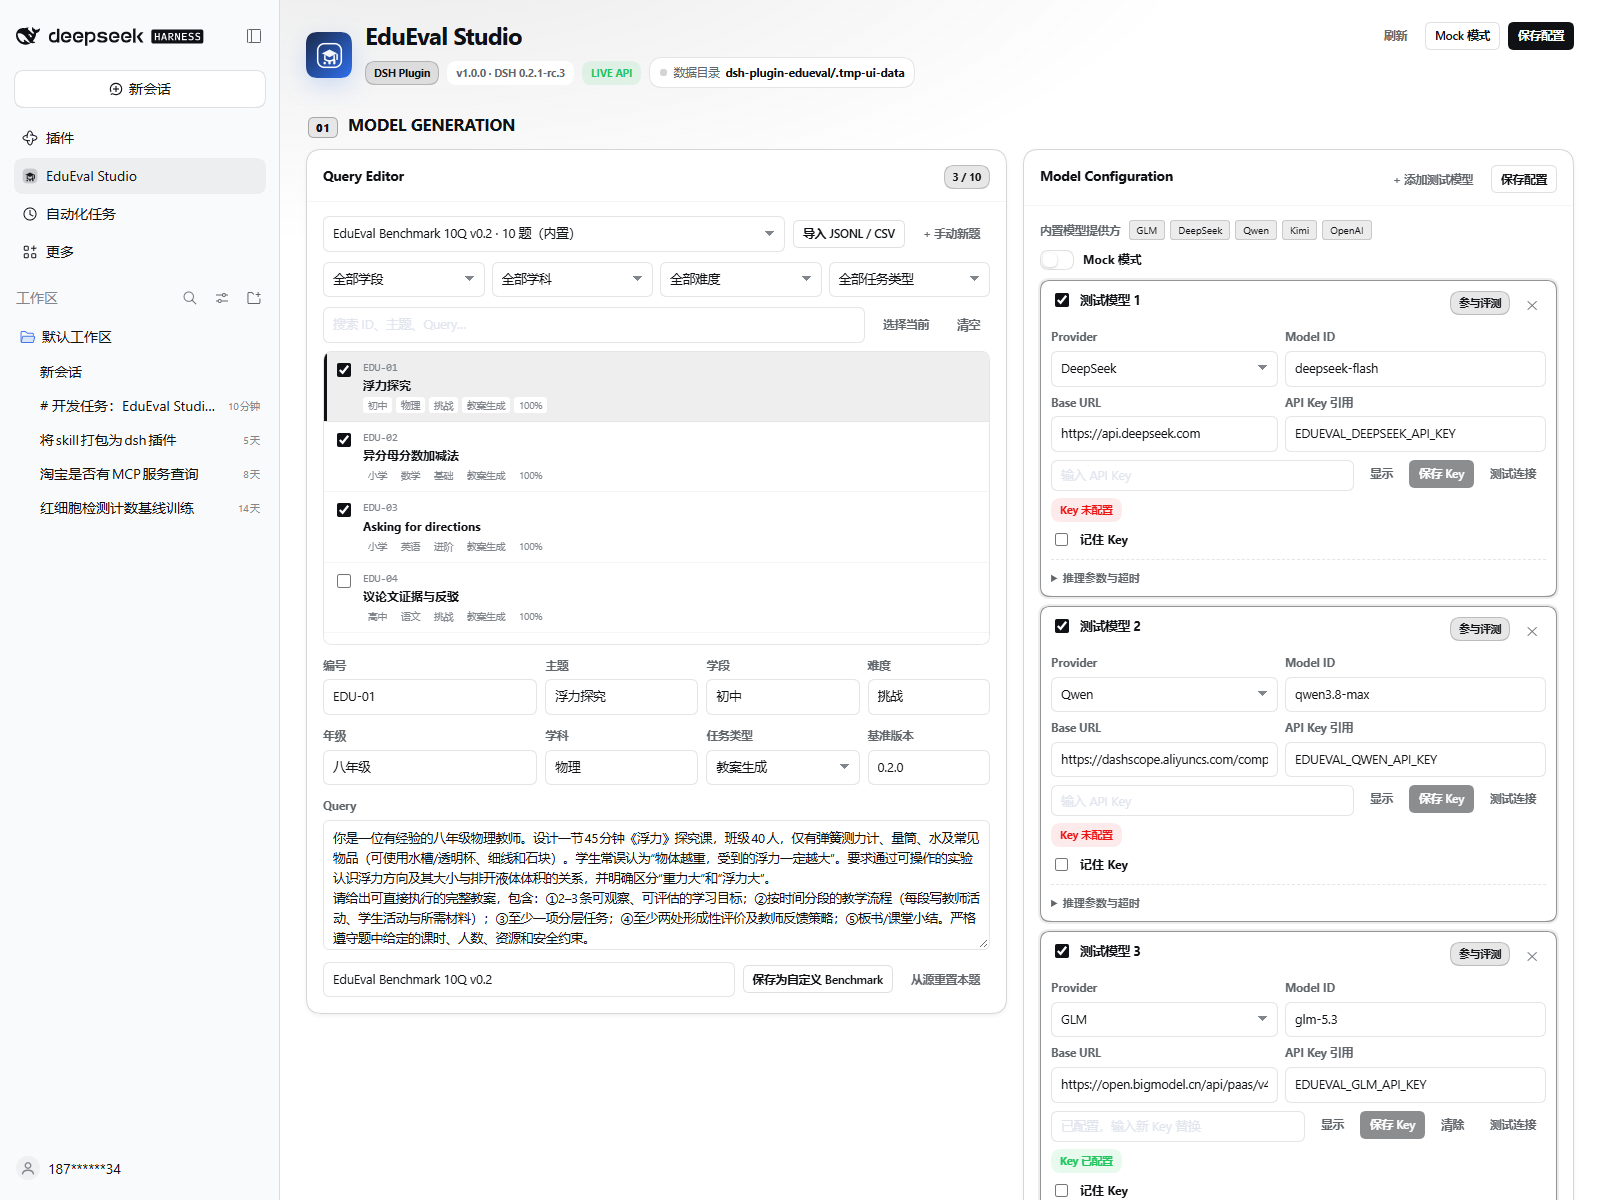 deepseek HARNESS
新会话
插件
EduEval Studio
自动化任务
更多
工作区
默认工作区
新会话
# 开发任务：EduEval Studi... 10分钟
将skill打包为dsh插件 5天
淘宝是否有MCP服务查询 8天
红细胞检测计数基线训练 14天
187******34
EduEval Studio
DSH Plugin v1.0.0 · DSH 0.2.1-rc.3 LIVE API 数据目录 dsh-plugin-edueval/.tmp-ui-data
刷新 Mock 模式 保存配置
01 MODEL GENERATION
Query Editor 3 / 10
EduEval Benchmark 10Q v0.2 · 10 题（内置） 导入 JSONL / CSV + 手动新题
全部学段 全部学科 全部难度 全部任务类型
搜索 ID、主题、Query... 选择当前 清空
EDU-01
浮力探究
初中 物理 挑战 教案生成 100%
EDU-02
异分母分数加减法
小学 数学 基础 教案生成 100%
EDU-03
Asking for directions
小学 英语 进阶 教案生成 100%
EDU-04
议论文证据与反驳
高中 语文 挑战 教案生成 100%
编号 主题 学段 难度
EDU-01 浮力探究 初中 挑战
年级 学科 任务类型 基准版本
八年级 物理 教案生成 0.2.0
Query
你是一位有经验的八年级物理教师。设计一节45分钟《浮力》探究课，班级40人，仅有弹簧测力计、量筒、水及常见
物品（可使用水槽/透明杯、细线和石块）。学生常误认为“物体越重，受到的浮力一定越大”。要求通过可操作的实验
认识浮力方向及其大小与排开液体体积的关系，并明确区分“重力大”和“浮力大”。
请给出可直接执行的完整教案，包含：①2–3条可观察、可评估的学习目标；②按时间分段的教学流程（每段写教师活
动、学生活动与所需材料）；③至少一项分层任务；④至少两处形成性评价及教师反馈策略；⑤板书/课堂小结。严格
遵守题中给定的课时、人数、资源和安全约束。
EduEval Benchmark 10Q v0.2 保存为自定义 Benchmark 从源重置本题
Model Configuration + 添加测试模型 保存配置
内置模型提供方 GLM DeepSeek Qwen Kimi OpenAI
Mock 模式
测试模型 1 参与评测
Provider Model ID
DeepSeek deepseek-flash
Base URL API Key 引用
https://api.deepseek.com EDUEVAL_DEEPSEEK_API_KEY
输入 API Key 显示 保存 Key 测试连接
Key 未配置
记住 Key
推理参数与超时
测试模型 2 参与评测
Provider Model ID
Qwen qwen3.8-max
Base URL API Key 引用
https://dashscope.aliyuncs.com/comp EDUEVAL_QWEN_API_KEY
输入 API Key 显示 保存 Key 测试连接
Key 未配置
记住 Key
推理参数与超时
测试模型 3 参与评测
Provider Model ID
GLM glm-5.3
Base URL API Key 引用
https://open.bigmodel.cn/api/paas/v4 EDUEVAL_GLM_API_KEY
已配置，输入新 Key 替换 显示 保存 Key 清除 测试连接
Key 已配置
记住 Key